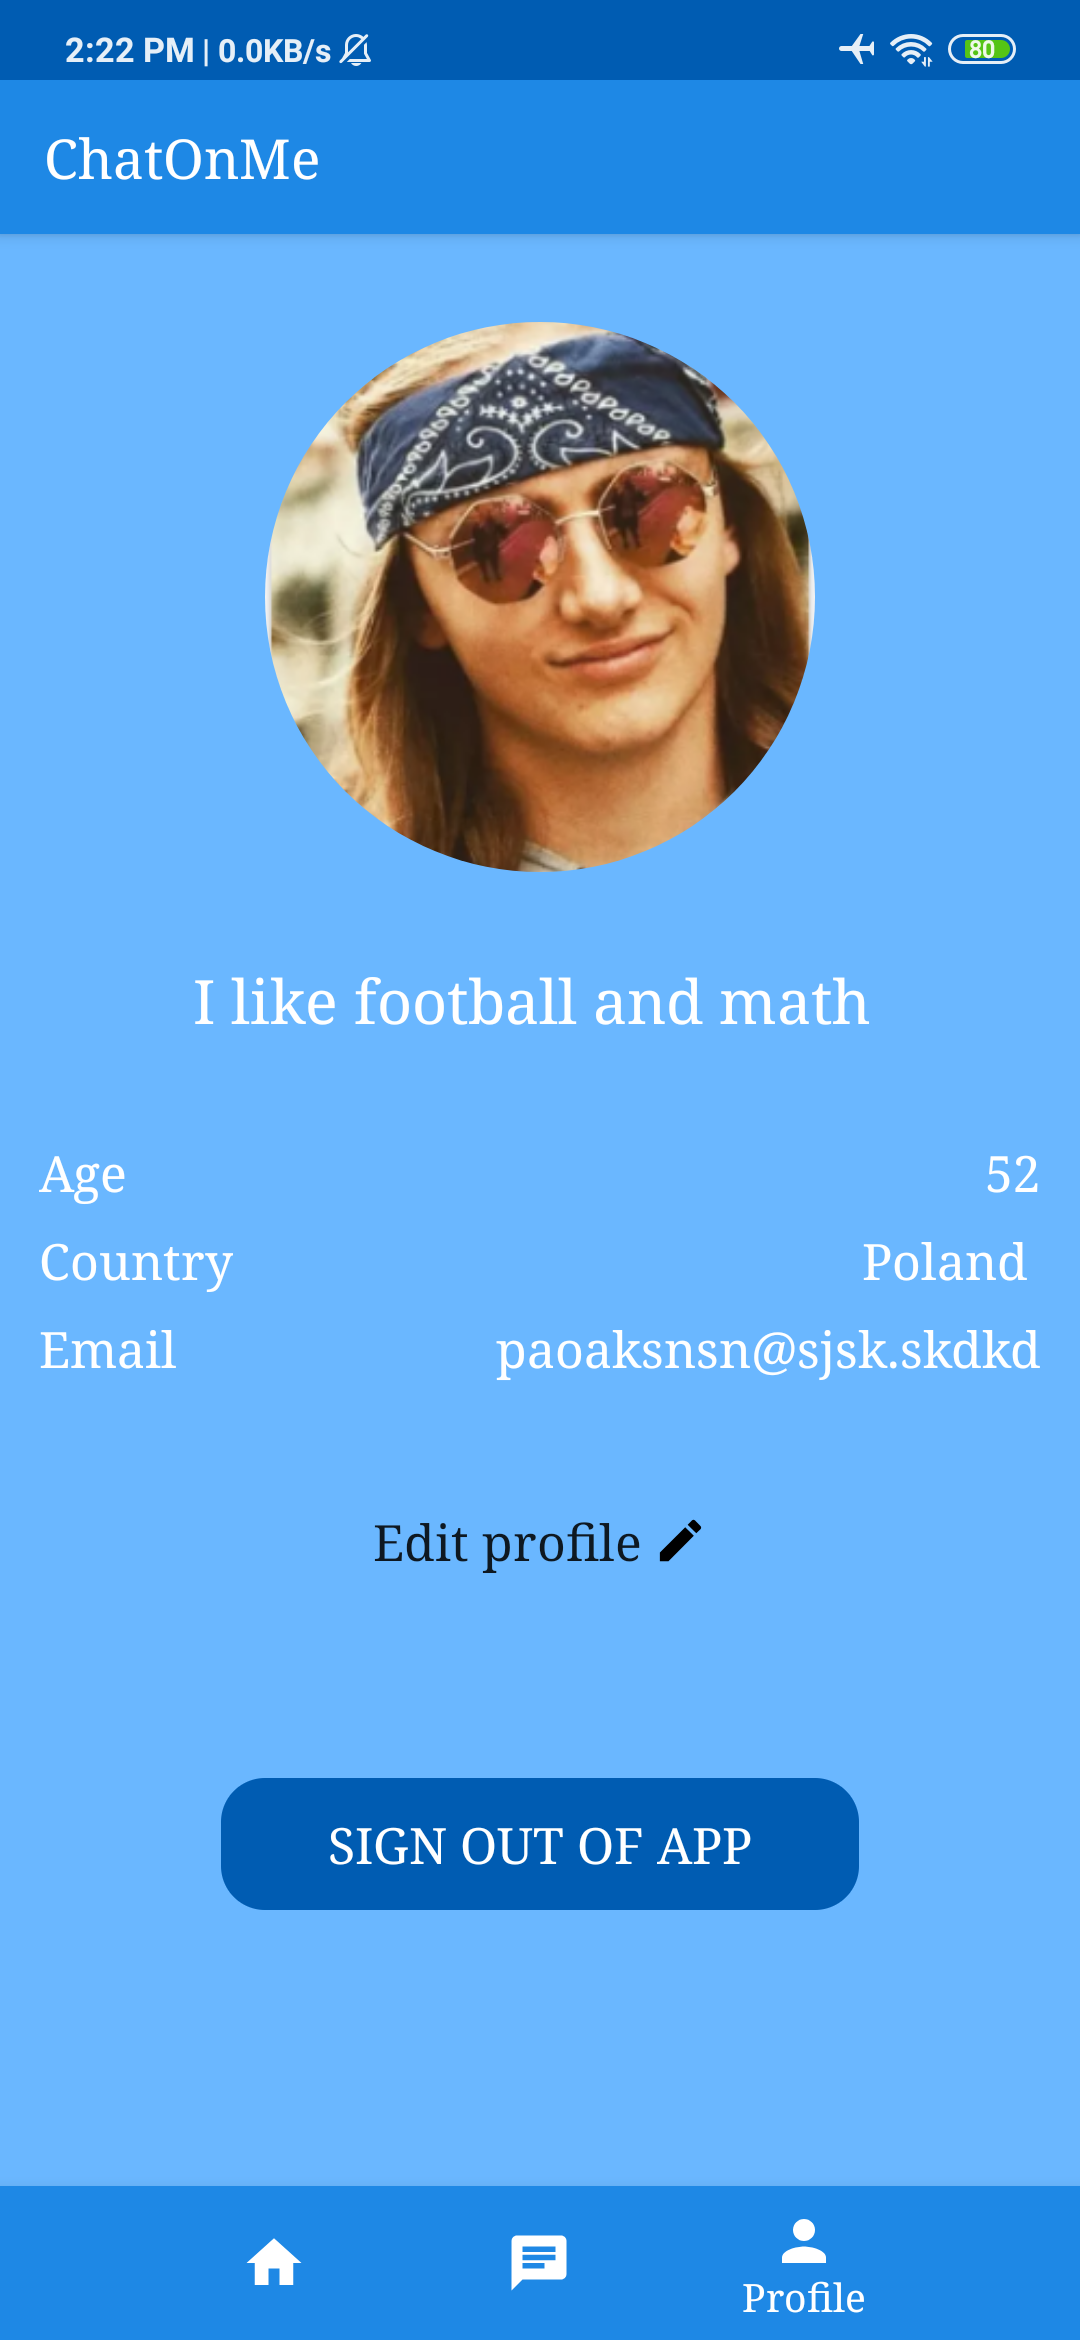 2:22 PM | 0.0KB/s 80
ChatOnMe
I like football and math
Age 52
Country Poland
Email paoaksnsn@sjsk.skdkd
Edit profile
SIGN OUT OF APP
Profile